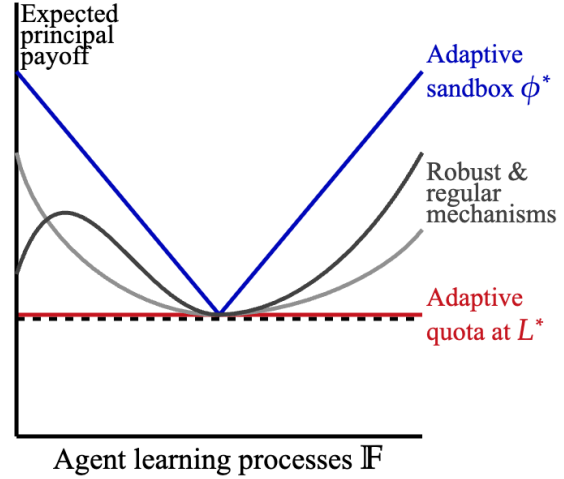 Expected
principal
payoff
Adaptive
sandbox ϕ*
Robust &
regular
mechanisms
Adaptive
quota at L*
Agent learning processes 𝔽